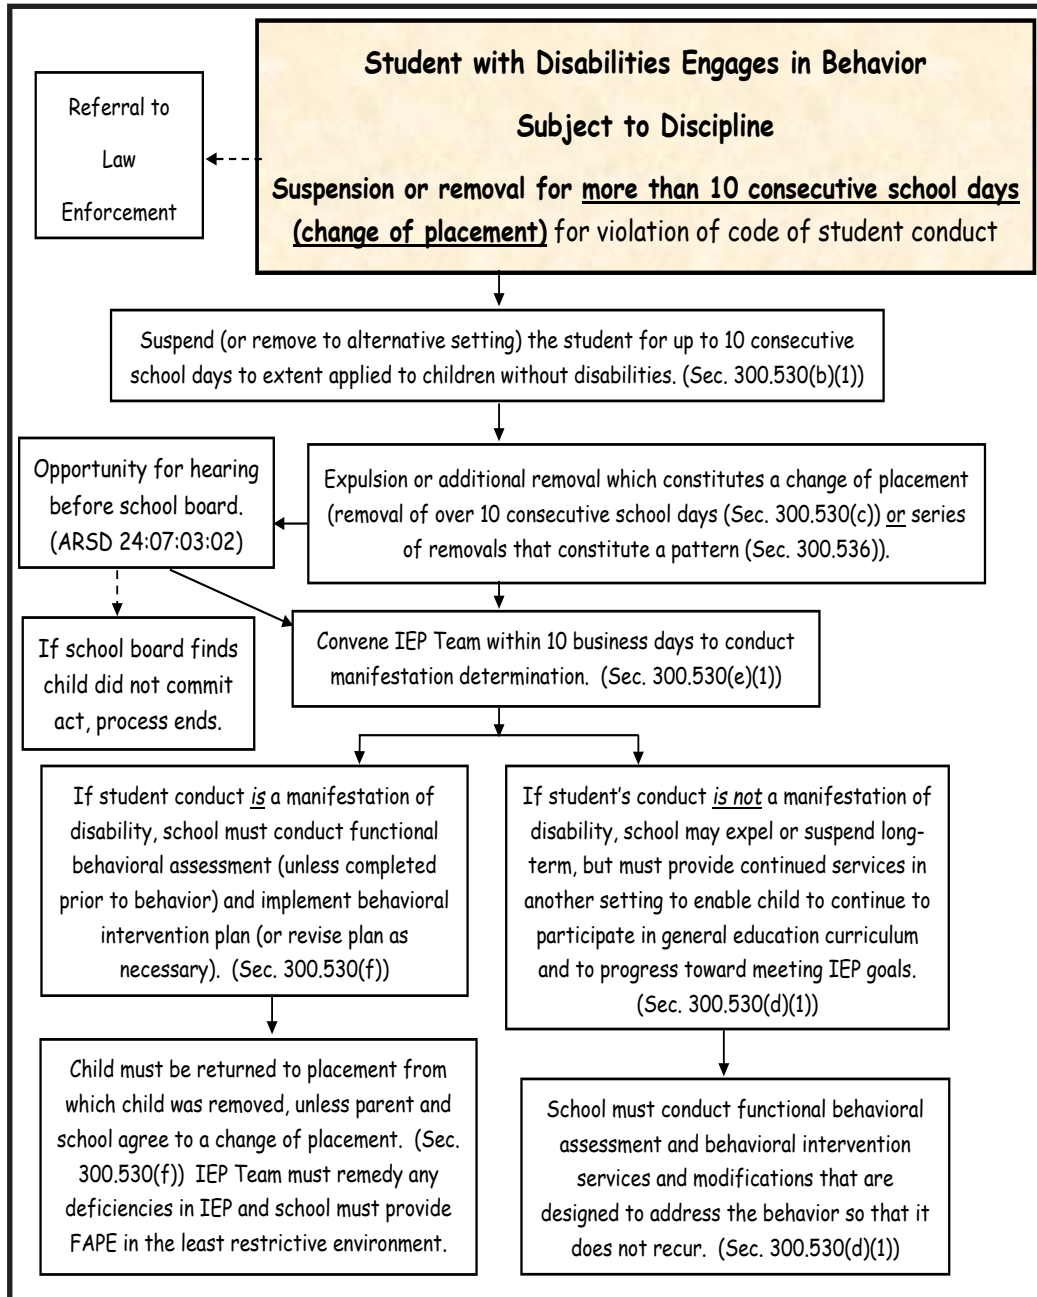 Student with Disabilities Engages in Behavior
Subject to Discipline
Suspension or removal for more than 10 consecutive school days
(change of placement) for violation of code of student conduct
Referral to
Law
Enforcement
Suspend (or remove to alternative setting) the student for up to 10 consecutive
school days to extent applied to children without disabilities. (Sec. 300.530(b)(1))
Opportunity for hearing
before school board.
(ARSD 24:07:03:02)
Expulsion or additional removal which constitutes a change of placement
(removal of over 10 consecutive school days (Sec. 300.530(c)) or series
of removals that constitute a pattern (Sec. 300.536)).
If school board finds
child did not commit
act, process ends.
Convene IEP Team within 10 business days to conduct
manifestation determination. (Sec. 300.530(e)(1))
If student conduct is a manifestation of
disability, school must conduct functional
behavioral assessment (unless completed
prior to behavior) and implement behavioral
intervention plan (or revise plan as
necessary). (Sec. 300.530(f))
If student's conduct is not a manifestation of
disability, school may expel or suspend long-
term, but must provide continued services in
another setting to enable child to continue to
participate in general education curriculum
and to progress toward meeting IEP goals.
(Sec. 300.530(d)(1))
Child must be returned to placement from
which child was removed, unless parent and
school agree to a change of placement. (Sec.
300.530(f)) IEP Team must remedy any
deficiencies in IEP and school must provide
FAPE in the least restrictive environment.
School must conduct functional behavioral
assessment and behavioral intervention
services and modifications that are
designed to address the behavior so that it
does not recur. (Sec. 300.530(d)(1))